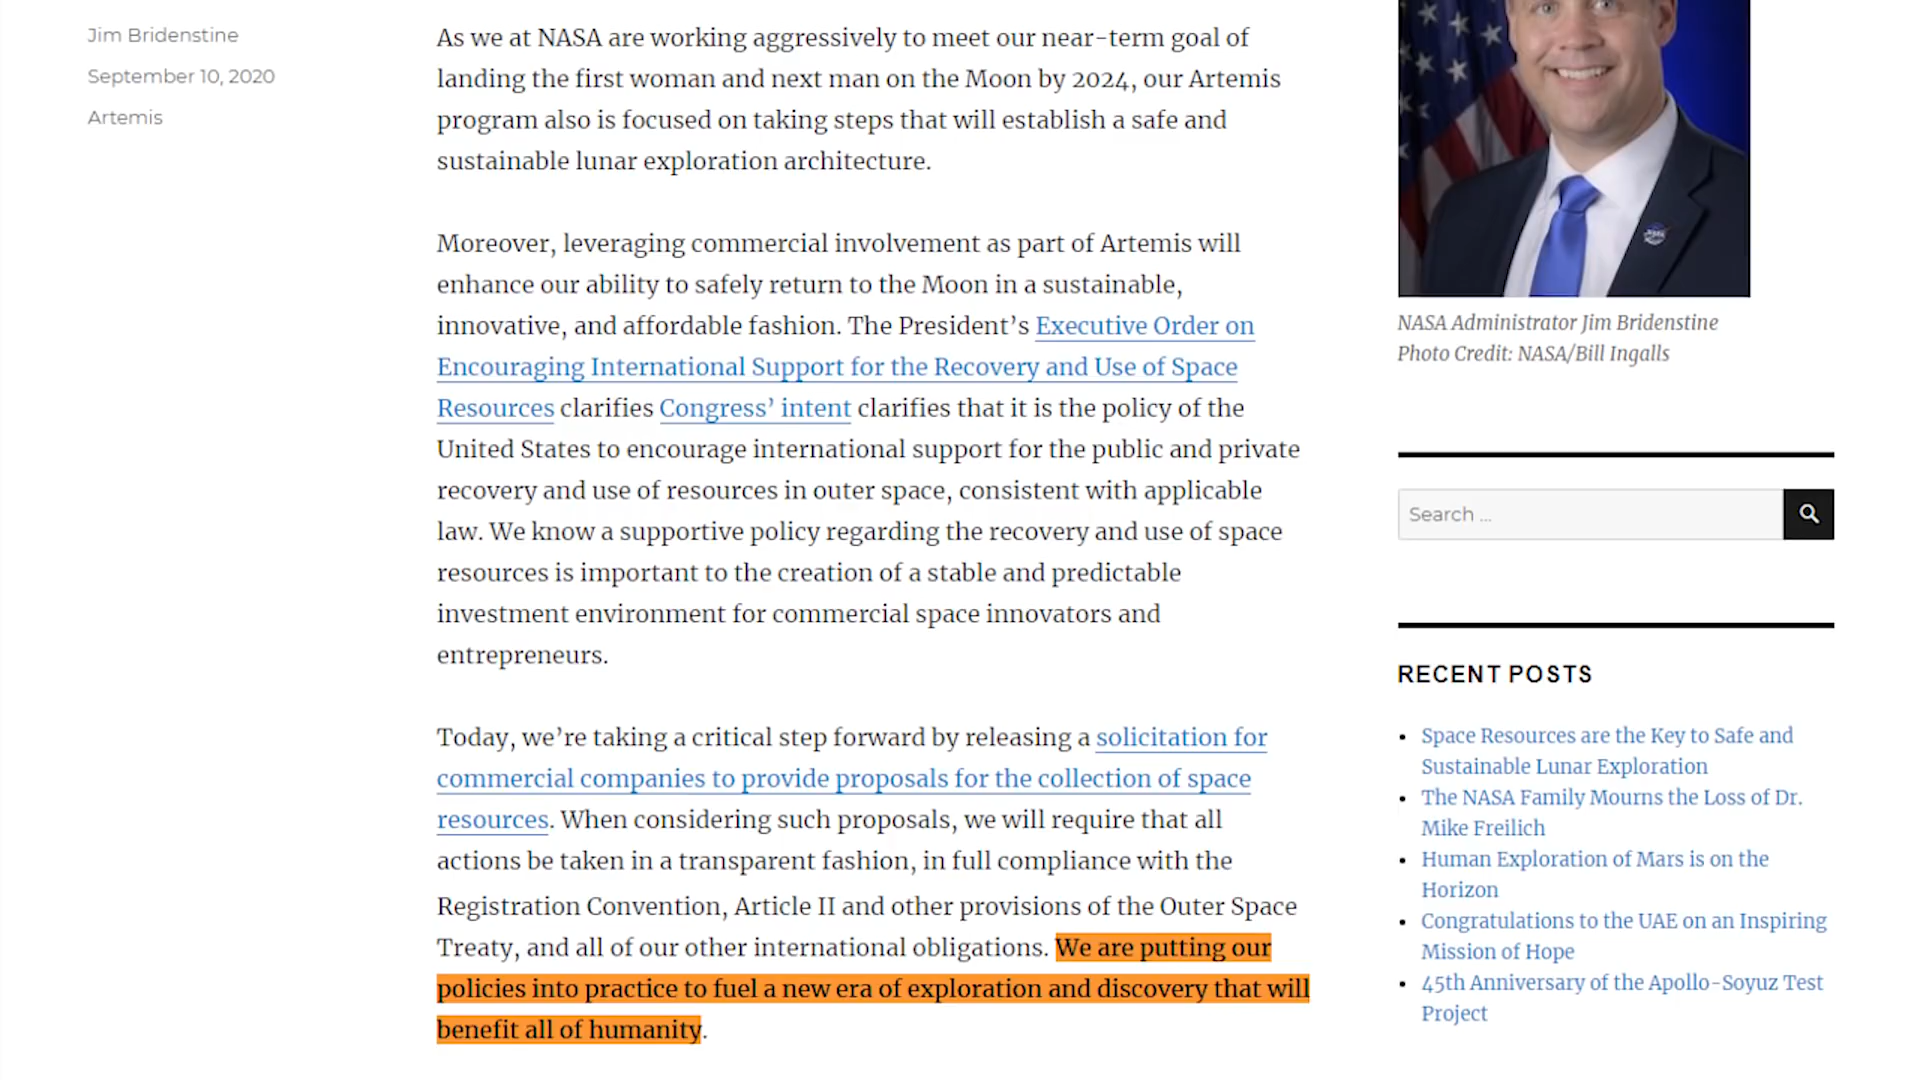 Jim Bridenstine
September 10, 2020
Artemis
As we at NASA are working aggressively to meet our near-term goal of
landing the first woman and next man on the Moon by 2024, our Artemis
program also is focused on taking steps that will establish a safe and
sustainable lunar exploration architecture.
Moreover, leveraging commercial involvement as part of Artemis will
enhance our ability to safely return to the Moon in a sustainable,
innovative, and affordable fashion. The President’s Executive Order on
Encouraging International Support for the Recovery and Use of Space
Resources clarifies Congress’ intent clarifies that it is the policy of the
United States to encourage international support for the public and private
recovery and use of resources in outer space, consistent with applicable
law. We know a supportive policy regarding the recovery and use of space
resources is important to the creation of a stable and predictable
investment environment for commercial space innovators and
entrepreneurs.
Today, we’re taking a critical step forward by releasing a solicitation for
commercial companies to provide proposals for the collection of space
resources. When considering such proposals, we will require that all
actions be taken in a transparent fashion, in full compliance with the
Registration Convention, Article II and other provisions of the Outer Space
Treaty, and all of our other international obligations. We are putting our
policies into practice to fuel a new era of exploration and discovery that will
benefit all of humanity.
NASA
NASA Administrator Jim Bridenstine
Photo Credit: NASA/Bill Ingalls
Search ...
RECENT POSTS
• Space Resources are the Key to Safe and
Sustainable Lunar Exploration
• The NASA Family Mourns the Loss of Dr.
Mike Freilich
• Human Exploration of Mars is on the
Horizon
• Congratulations to the UAE on an Inspiring
Mission of Hope
• 45th Anniversary of the Apollo-Soyuz Test
Project